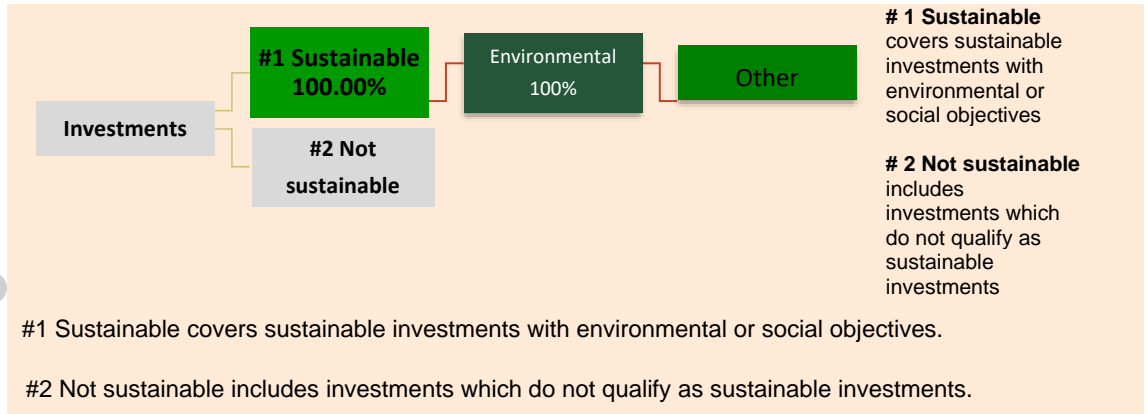 Investments
#1 Sustainable
100.00%
#2 Not
sustainable
Environmental
100%
Other
# 1 Sustainable
covers sustainable
investments with
environmental or
social objectives
# 2 Not sustainable
includes
investments which
do not qualify as
sustainable
investments
#1 Sustainable covers sustainable investments with environmental or social objectives.
#2 Not sustainable includes investments which do not qualify as sustainable investments.